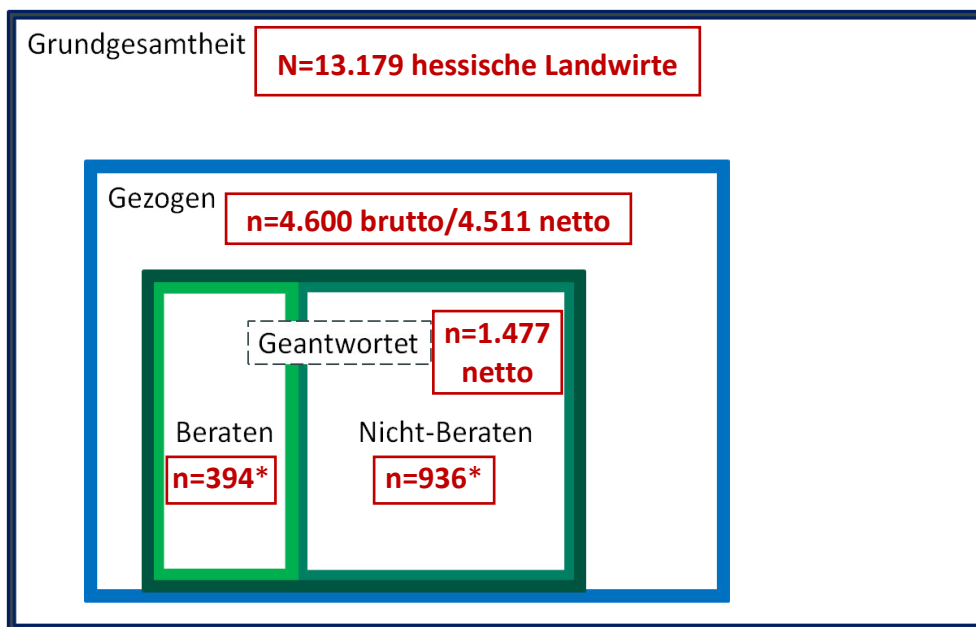 Grundgesamtheit
N=13.179 hessische Landwirte
Gezogen
n=4.600 brutto/4.511 netto
Geantwortet
n=1.477
netto
Beraten
Nicht-Beraten
n=394*
n=936*